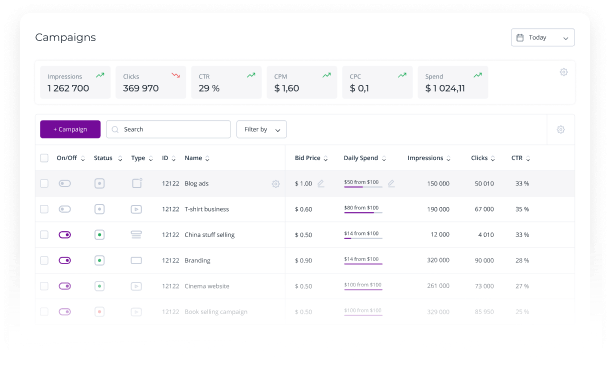 Campaigns
Today
Impressions
1 262 700
Clicks
369 970
CTR
29 %
CPM
$ 1,60
CPC
$ 0,1
Spend
$ 1 024,11
+ Campaign
Search
Filter by
On/Off Status Type ID Name Bid Price Daily Spend Impressions Clicks CTR
12122 Blog ads $ 1.00 $50 from $100 150 000 50 010 33 %
12122 T-shirt business $ 0.60 $80 from $100 190 000 67 000 35 %
12122 China stuff selling $ 0.50 $14 from $100 12 000 4 010 33 %
12122 Branding $ 0.90 $14 from $100 320 000 90 000 28 %
12122 Cinema website $ 0.50 $100 from $100 261 000 73 000 27 %
12122 Book selling campaign $ 0.50 $100 from $100 329 000 85 950 25 %